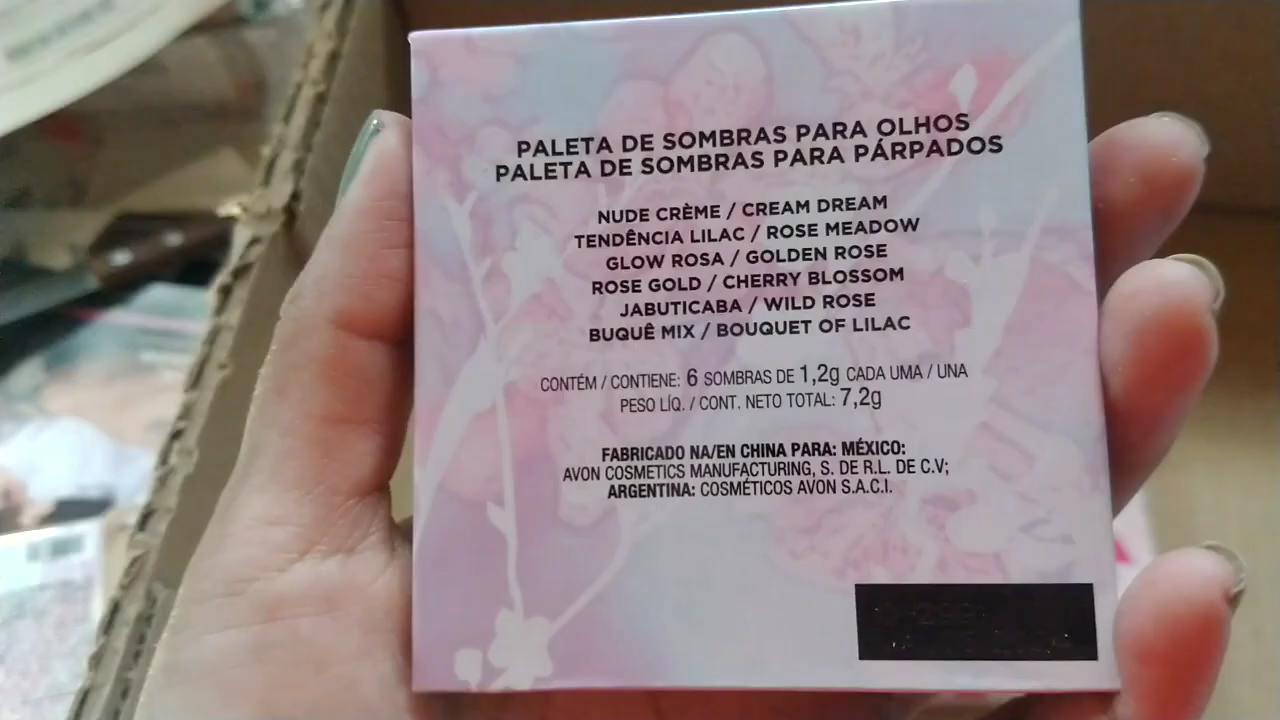 PALETA DE SOMBRAS PARA OLHOS
PALETA DE SOMBRAS PARA PÁRPADOS
NUDE CRÈME / CREAM DREAM
TENDÊNCIA LILAC / ROSE MEADOW
GLOW ROSA / GOLDEN ROSE
ROSE GOLD / CHERRY BLOSSOM
JABUTICABA / WILD ROSE
BUQUÊ MIX / BOUQUET OF LILAC
CONTÉM / CONTIENE: 6 SOMBRAS DE 1,2g CADA UMA / UNA
PESO LÍQ. / CONT. NETO TOTAL: 7,2g
FABRICADO NA/EN CHINA PARA: MÉXICO:
AVON COSMETICS MANUFACTURING, S. DE R.L. DE C.V;
ARGENTINA: COSMÉTICOS AVON S.A.C.I.